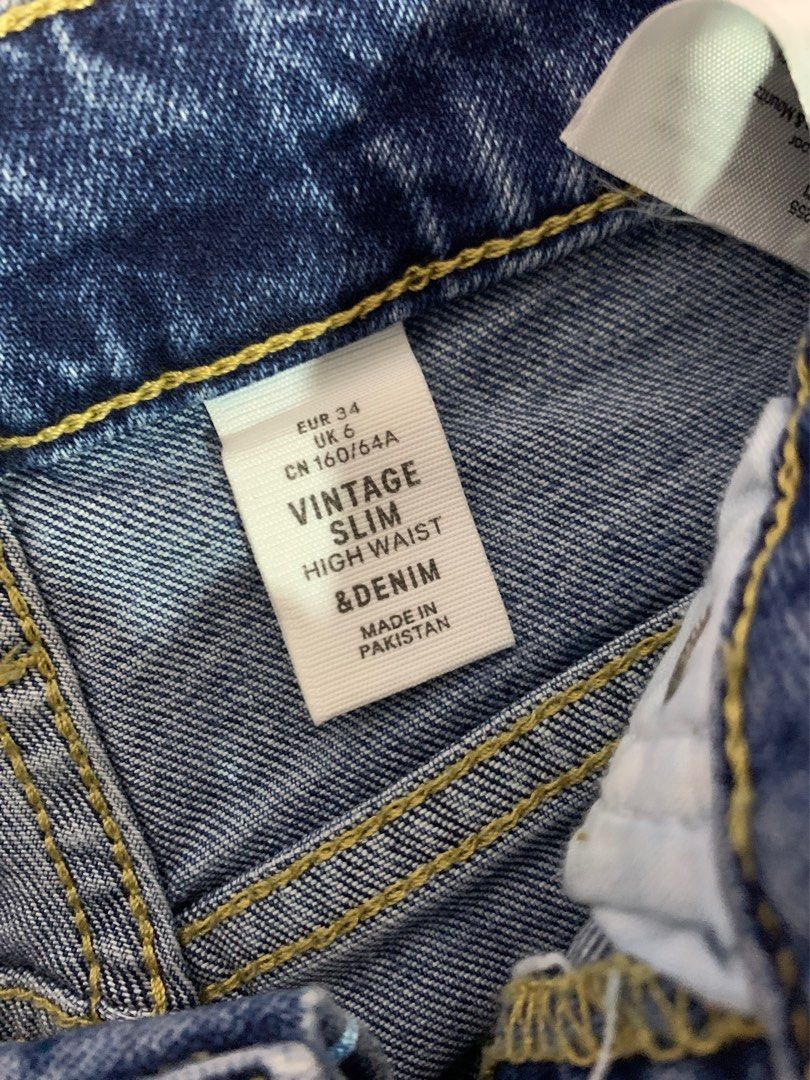 EUR 34
UK 6
CN 160/64A
VINTAGE
SLIM
HIGH WAIST
&DENIM
MADE IN
PAKISTAN